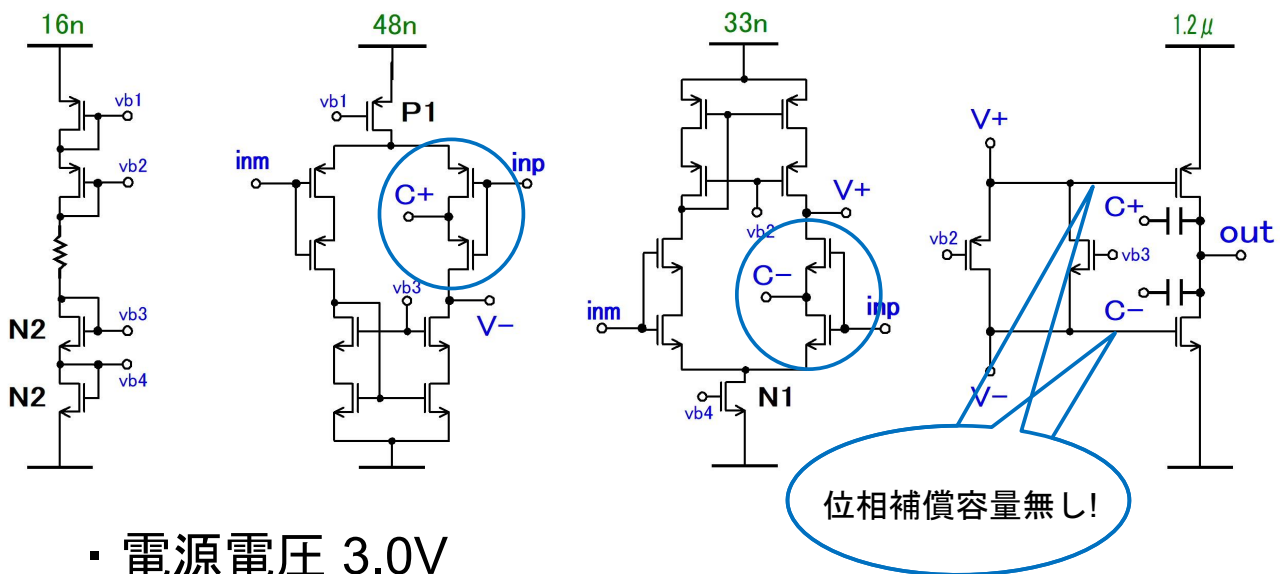 16n
48n
33n
1.2μ
vb1
vb1
P1
V+
vb2
inm
inp
C+
V+
C+
vb2
vb2
out
vb3
C-
vb3
N2
vb3
V-
inm
inp
C-
vb4
N2
vb4
N1
V-
位相補償容量無し!
・電源電圧 3.0V